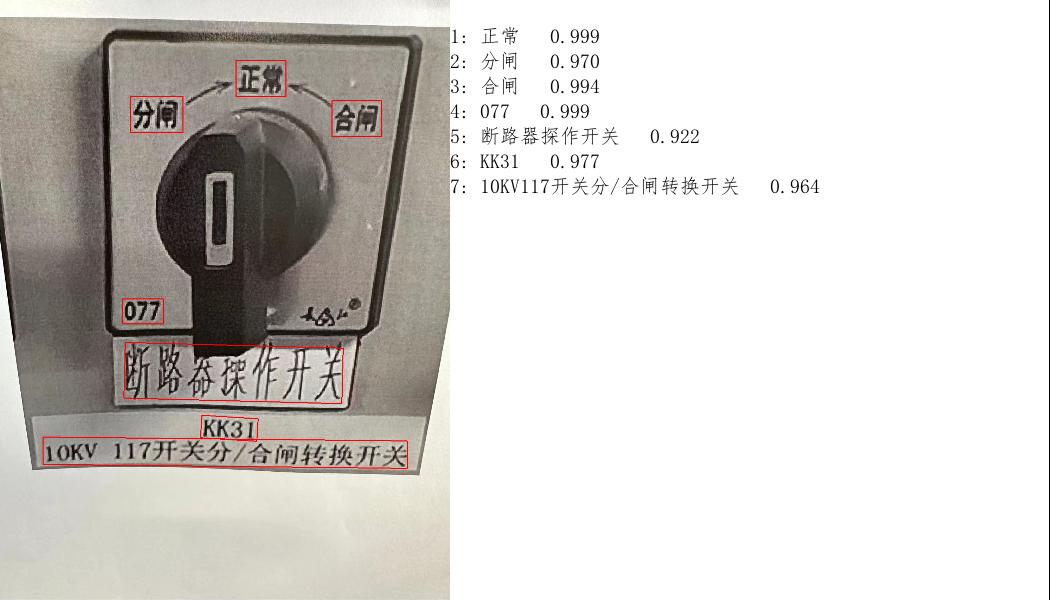 正常
分闸
合闸
077
断路器操作开关
KK31
10KV 117开关分/合闸转换开关
1: 正常 0.999
2: 分闸 0.970
3: 合闸 0.994
4: 077 0.999
5: 断路器探作开关 0.922
6: KK31 0.977
7: 10KV117开关分/合闸转换开关 0.964